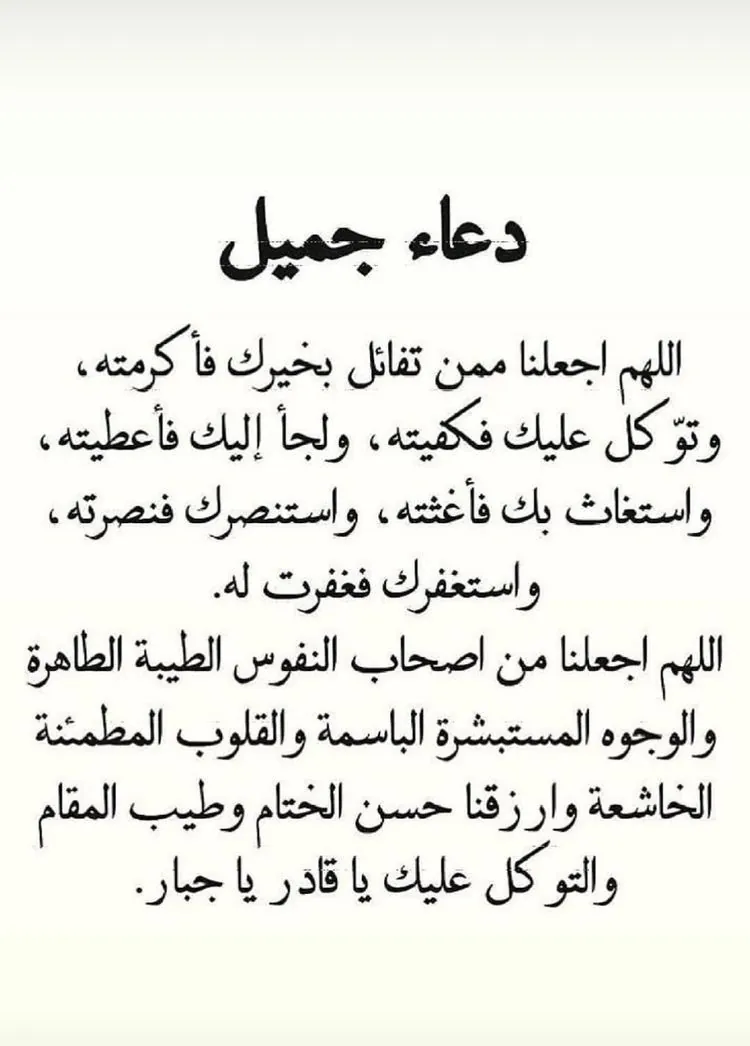 دعاء جميل
اللهم اجعلنا ممن تفائل بخيرك فأكرمته،
وتوّكل عليك فكفيته، ولجأ إليك فأعطيته،
واستغاث بك فأغثته، واستنصرك فنصرته،
واستغفرك فغفرت له.
اللهم اجعلنا من اصحاب النفوس الطيبة الطاهرة
والوجوه المستبشرة الباسمة والقلوب المطمئنة
الخاشعة وارزقنا حسن الختام وطيب المقام
والتوكل عليك يا قادر يا جبار.